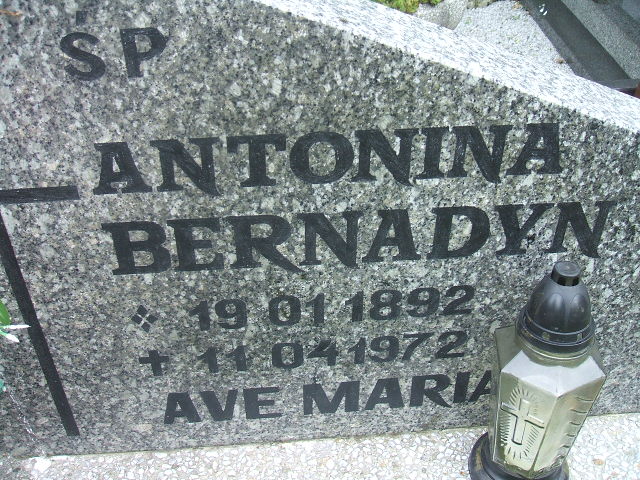 ŚP
ANTONINA
BERNADYN
19 01 1892
+ 11 04 1972
AVE MARIA